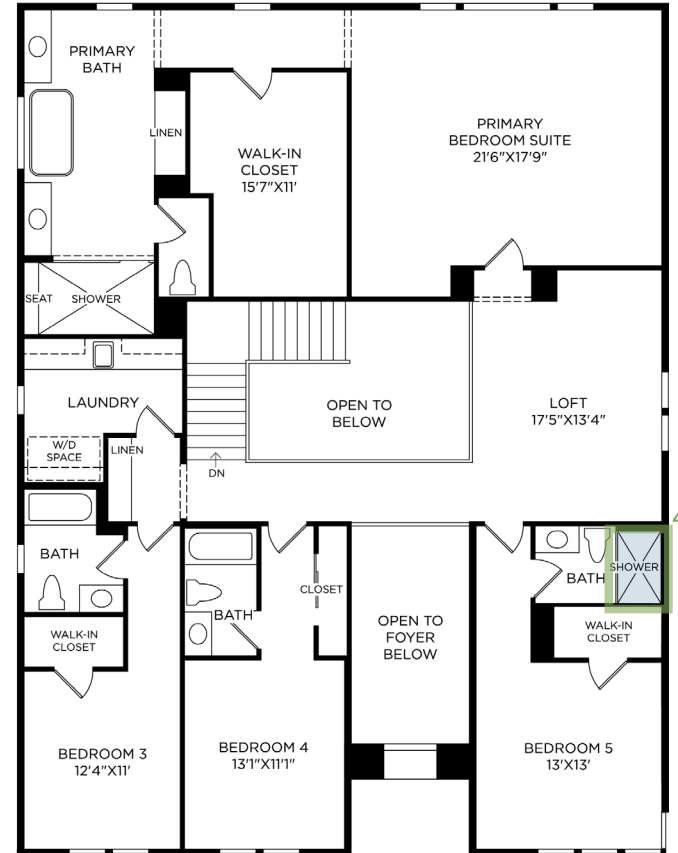 PRIMARY
BATH
LINEN
WALK-IN
CLOSET
15'7"X11'
PRIMARY
BEDROOM SUITE
21'6"X17'9"
SEAT
SHOWER
LAUNDRY
W/D
SPACE
LINEN
DN
OPEN TO
BELOW
LOFT
17'5"X13'4"
4
BATH
WALK-IN
CLOSET
BEDROOM 3
12'4"X11'
BATH
CLOSET
BEDROOM 4
13'1"X11'1"
OPEN TO
FOYER
BELOW
BATH
SHOWER
WALK-IN
CLOSET
BEDROOM 5
13'X13'